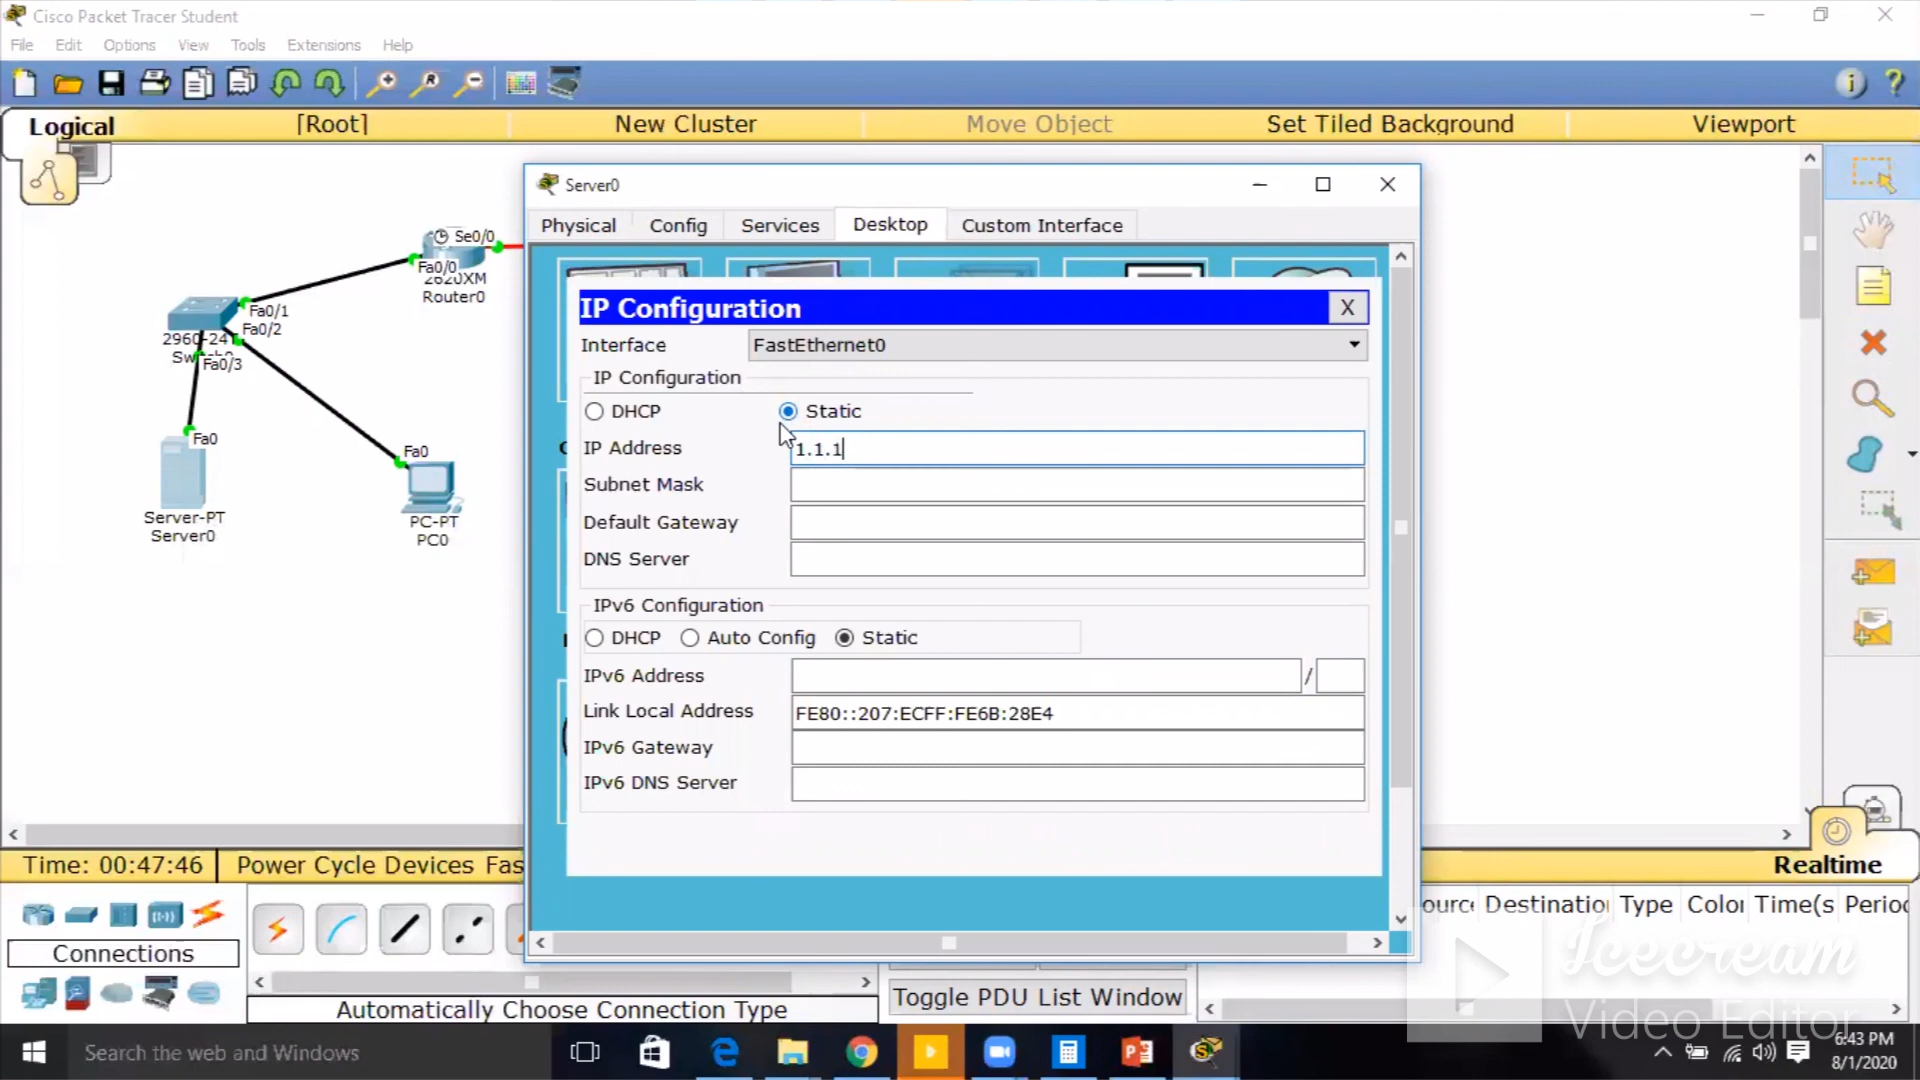 Cisco Packet Tracer Student
File Edit Options View Tools Extensions Help
Logical [Root] New Cluster Move Object Set Tiled Background Viewport
Server0
Physical Config Services Desktop Custom Interface
IP Configuration X
Interface FastEthernet0
IP Configuration
DHCP Static
IP Address 1.1.1
Subnet Mask
Default Gateway
DNS Server
IPv6 Configuration
DHCP Auto Config Static
IPv6 Address /
Link Local Address FE80::207:ECFF:FE6B:28E4
IPv6 Gateway
IPv6 DNS Server
Se0/0
Fa0/0
2620XM
Router0
Fa0/1
Fa0/2
Fa0/3
Fa0
Server-PT
Server0
Fa0
PC-PT
PC0
Time: 00:47:46 Power Cycle Devices Fas
Realtime
Connections
Automatically Choose Connection Type
Toggle PDU List Window
Destination Type Color Time(s Period
Icecream
Video Editor
Search the web and Windows
6:43 PM
8/1/2020